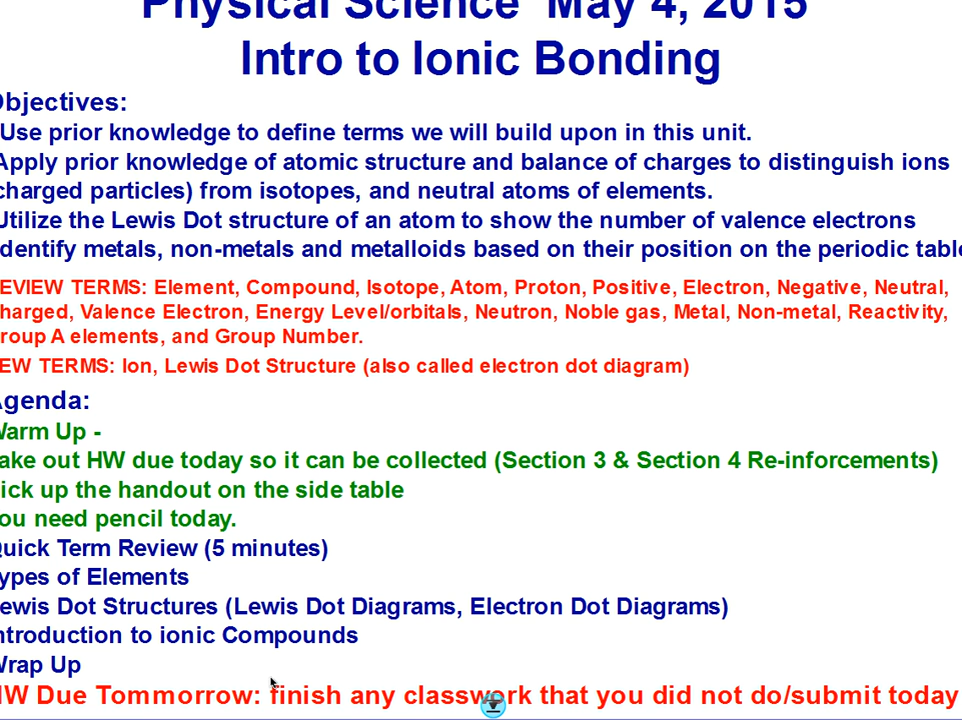 Physical Science May 4, 2015
Intro to Ionic Bonding
Objectives:
Use prior knowledge to define terms we will build upon in this unit.
Apply prior knowledge of atomic structure and balance of charges to distinguish ions
charged particles) from isotopes, and neutral atoms of elements.
Utilize the Lewis Dot structure of an atom to show the number of valence electrons
dentify metals, non-metals and metalloids based on their position on the periodic table
EVIEW TERMS: Element, Compound, Isotope, Atom, Proton, Positive, Electron, Negative, Neutral,
harged, Valence Electron, Energy Level/orbitals, Neutron, Noble gas, Metal, Non-metal, Reactivity,
roup A elements, and Group Number.
EW TERMS: Ion, Lewis Dot Structure (also called electron dot diagram)
Agenda:
Warm Up -
ake out HW due today so it can be collected (Section 3 & Section 4 Re-inforcements)
ick up the handout on the side table
ou need pencil today.
Quick Term Review (5 minutes)
ypes of Elements
ewis Dot Structures (Lewis Dot Diagrams, Electron Dot Diagrams)
ntroduction to ionic Compounds
Wrap Up
HW Due Tommorrow: finish any classwork that you did not do/submit today